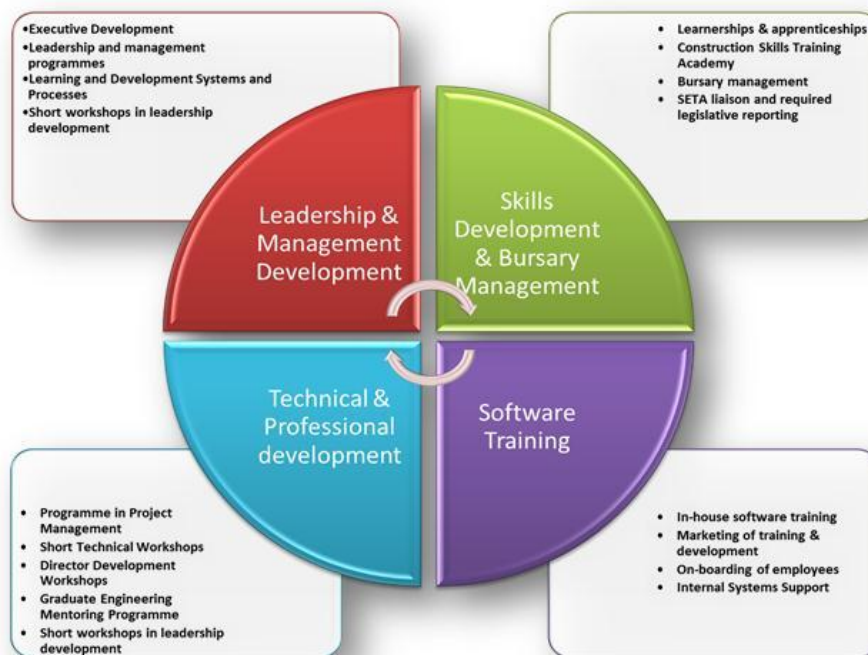 •Executive Development
•Leadership and management
programmes
•Learning and Development Systems and
Processes
•Short workshops in leadership
development
• Learnerships & apprenticeships
• Construction Skills Training
Academy
• Bursary management
• SETA liaison and required
legislative reporting
Leadership &
Management
Development
Skills
Development
& Bursary
Management
Technical &
Professional
development
Software
Training
• Programme in Project
Management
• Short Technical Workshops
• Director Development
Workshops
• Graduate Engineering
Mentoring Programme
• Short workshops in leadership
development
• In-house software training
• Marketing of training &
development
• On-boarding of employees
• Internal Systems Support